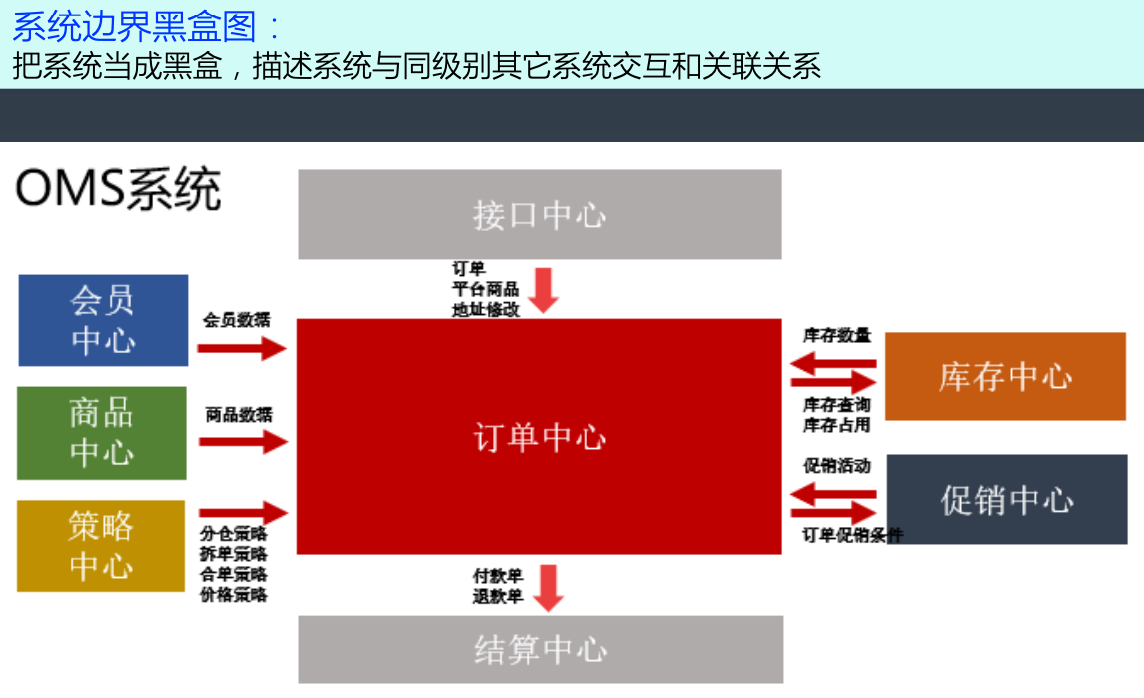 系统边界黑盒图：
把系统当成黑盒，描述系统与同级别其它系统交互和关联关系
OMS系统
接口中心
订单
平台商品
地址修改
会员
中心
会员数据
商品
中心
商品数据
策略
中心
分仓策略
拆单策略
合单策略
价格策略
订单中心
库存数量
库存查询
库存占用
库存中心
促销活动
订单促销条件
促销中心
付款单
退款单
结算中心